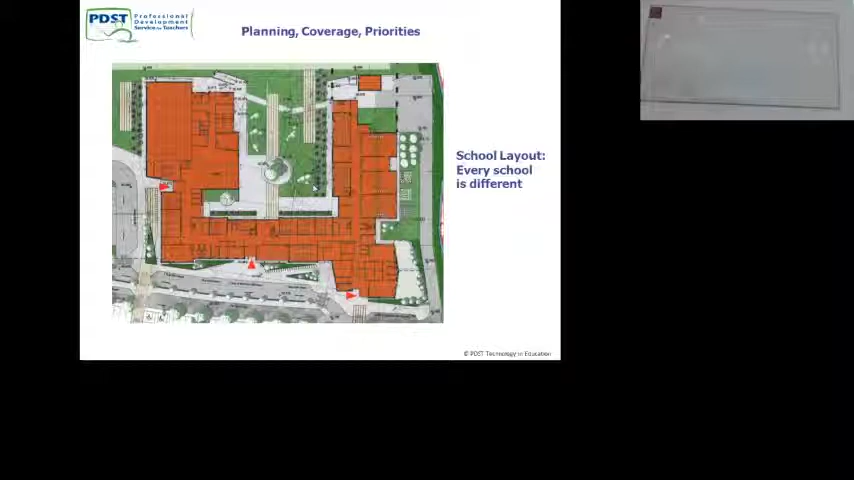 PDST
Professional
Development
Service for Teachers
Planning, Coverage, Priorities
School Layout:
Every school
is different
© PDST Technology in Education